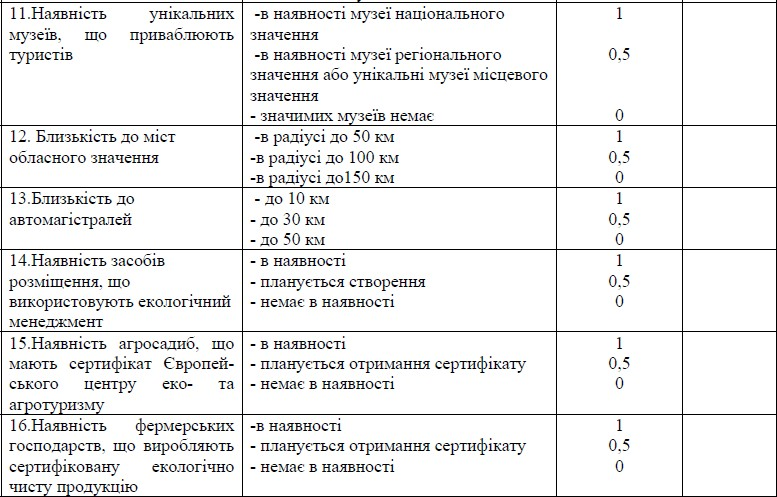 11.Наявність унікальних
музеїв, що приваблюють
туристів
-в наявності музеї національного
значення
-в наявності музеї регіонального
значення або унікальні музеї місцевого
значення
- значимих музеїв немає
1
0,5
0
12. Близькість до міст
обласного значення
-в радіусі до 50 км
-в радіусі до 100 км
-в радіусі до150 км
1
0,5
0
13.Близькість до
автомагістралей
- до 10 км
- до 30 км
- до 50 км
1
0,5
0
14.Наявність засобів
розміщення, що
використовують екологічний
менеджмент
- в наявності
- планується створення
- немає в наявності
1
0,5
0
15.Наявність агросадиб, що
мають сертифікат Європей-
ського центру еко- та
агротуризму
- в наявності
- планується отримання сертифікату
- немає в наявності
1
0,5
0
16.Наявність фермерських
господарств, що виробляють
сертифіковану екологічно
чисту продукцію
-в наявності
- планується отримання сертифікату
- немає в наявності
1
0,5
0